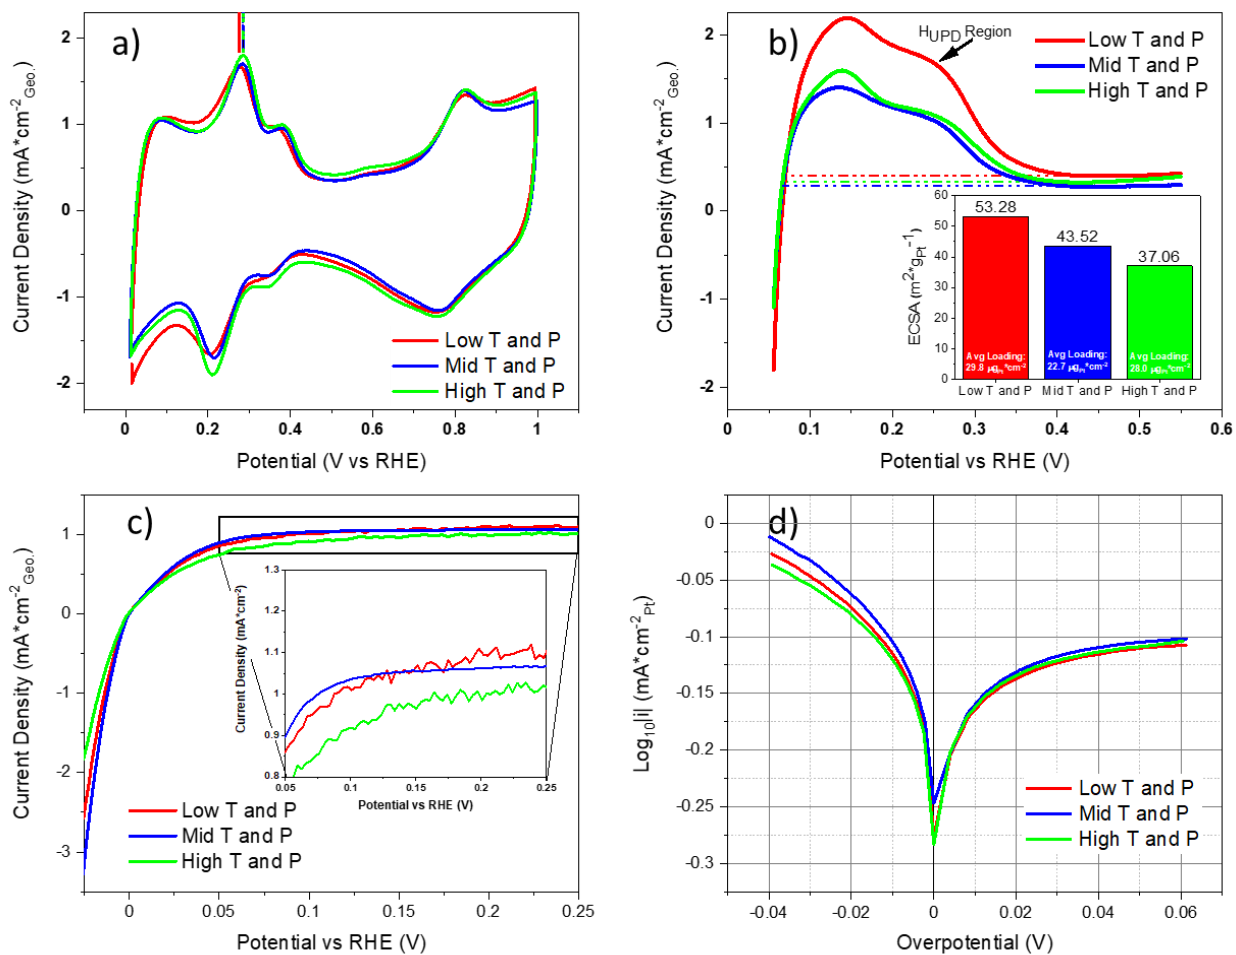 a)
2
1
0
-1
-2
0
0.2
0.4
0.6
0.8
1
Current Density (mA*cm⁻²Geo.)
Potential (V vs RHE)
Low T and P
Mid T and P
High T and P
b)
HUPD Region
Low T and P
Mid T and P
High T and P
2
1
0
1
-2
0
0.1
0.2
0.3
0.4
0.5
0.6
Current Density (mA*cm⁻²Geo.)
Potential vs RHE (V)
60
50
40
30
20
10
0
ECSA (m²*gPt⁻¹)
53.28
43.52
37.06
Avg Loading:
29.8 µgPt*cm⁻²
Avg Loading:
22.7 µgPt*cm⁻²
Avg Loading:
28.0 µgPt*cm⁻²
Low T and P
Mid T and P
High T and P
c)
1
0
-1
-2
-3
0
0.05
0.10
0.15
0.20
0.25
Current Density (mA*cm⁻²Geo.)
Potential vs RHE (V)
1.3
1.2
1.1
1
0.9
0.8
0.5
0.1
0.15
0.2
0.25
Current Density (mA*cm⁻²)
Potential vs RHE (V)
Low T and P
Mid T and P
High T and P
d)
0
-0.05
-0.1
-0.15
-0.2
-0.25
-0.3
-0.04
-0.02
0
0.02
0.04
0.06
Log₁₀|i| (mA*cm⁻²Pt)
Overpotential (V)
Low T and P
Mid T and P
High T and P